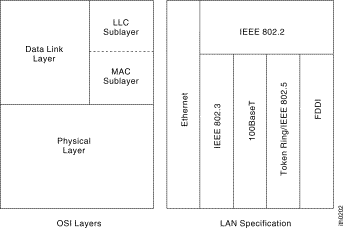 Data Link
Layer
LLC
Sublayer
MAC
Sublayer
Physical
Layer
OSI Layers
Ethernet
IEEE 802.2
IEEE 802.3
100BaseT
Token Ring/IEEE 802.5
FDDI
LAN Specification